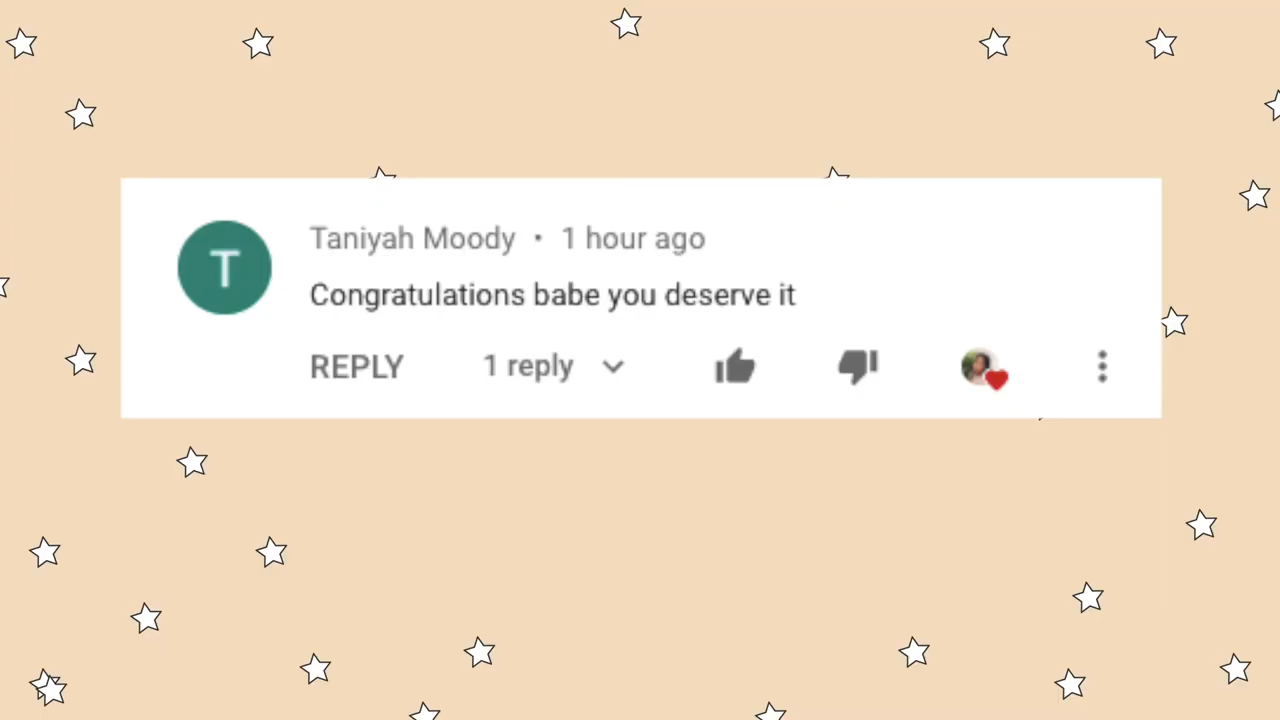 T
Taniyah Moody • 1 hour ago
Congratulations babe you deserve it
REPLY 1 reply